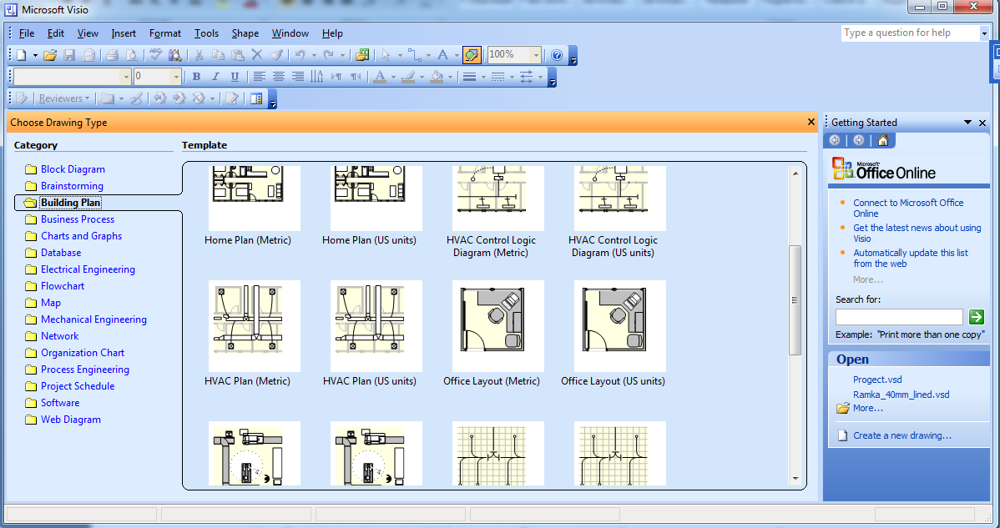 Microsoft Visio
File Edit View Insert Format Tools Shape Window Help
Type a question for help
100%
0 B I U
Reviewers
Choose Drawing Type
Category
Block Diagram
Brainstorming
Building Plan
Business Process
Charts and Graphs
Database
Electrical Engineering
Flowchart
Map
Mechanical Engineering
Network
Organization Chart
Process Engineering
Project Schedule
Software
Web Diagram
Template
Home Plan (Metric)
Home Plan (US units)
HVAC Control Logic
Diagram (Metric)
HVAC Control Logic
Diagram (US units)
HVAC Plan (Metric)
HVAC Plan (US units)
Office Layout (Metric)
Office Layout (US units)
Getting Started
Microsoft
Office Online
Connect to Microsoft Office
Online
Get the latest news about using
Visio
Automatically update this list
from the web
More...
Search for:
Example: "Print more than one copy"
Open
Progect.vsd
Ramka_40mm_lined.vsd
More...
Create a new drawing...